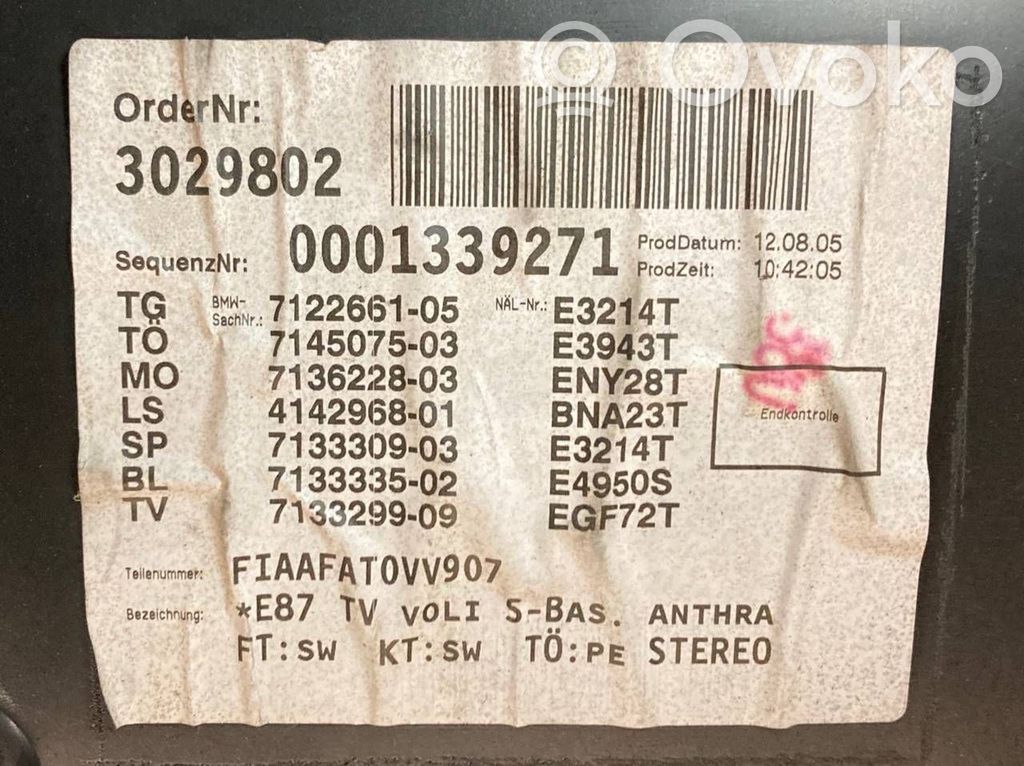 © Ovoko
OrderNr:
3029802
SequenzNr: 0001339271
ProdDatum: 12.08.05
ProdZeit: 10:42:05
TG BMW-SachNr.: 7122661-05 NÄL-Nr.: E3214T
TÖ 7145075-03 E3943T
MO 7136228-03 ENY28T
LS 4142968-01 BNA23T
SP 7133309-03 E3214T
BL 7133335-02 E4950S
TV 7133299-09 EGF72T
Endkontrolle
Teilenummer: FIAAFAT0VV907
Bezeichnung: *E87 TV VOLI S-BAS. ANTHRA
FT:SW KT:SW TÖ:PE STEREO